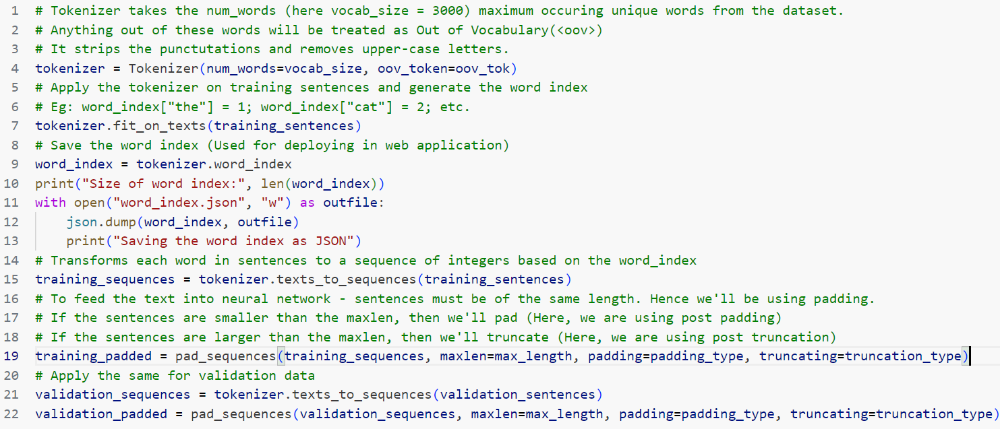 1 # Tokenizer takes the num_words (here vocab_size = 3000) maximum occuring unique words from the dataset.
2 # Anything out of these words will be treated as Out of Vocabulary(<oov>)
3 # It strips the punctutations and removes upper-case letters.
4 tokenizer = Tokenizer(num_words=vocab_size, oov_token=oov_tok)
5 # Apply the tokenizer on training sentences and generate the word index
6 # Eg: word_index["the"] = 1; word_index["cat"] = 2; etc.
7 tokenizer.fit_on_texts(training_sentences)
8 # Save the word index (Used for deploying in web application)
9 word_index = tokenizer.word_index
10 print("Size of word index:", len(word_index))
11 with open("word_index.json", "w") as outfile:
12     json.dump(word_index, outfile)
13     print("Saving the word index as JSON")
14 # Transforms each word in sentences to a sequence of integers based on the word_index
15 training_sequences = tokenizer.texts_to_sequences(training_sentences)
16 # To feed the text into neural network - sentences must be of the same length. Hence we'll be using padding.
17 # If the sentences are smaller than the maxlen, then we'll pad (Here, we are using post padding)
18 # If the sentences are larger than the maxlen, then we'll truncate (Here, we are using post truncation)
19 training_padded = pad_sequences(training_sequences, maxlen=max_length, padding=padding_type, truncating=truncation_type)
20 # Apply the same for validation data
21 validation_sequences = tokenizer.texts_to_sequences(validation_sentences)
22 validation_padded = pad_sequences(validation_sequences, maxlen=max_length, padding=padding_type, truncating=truncation_type)